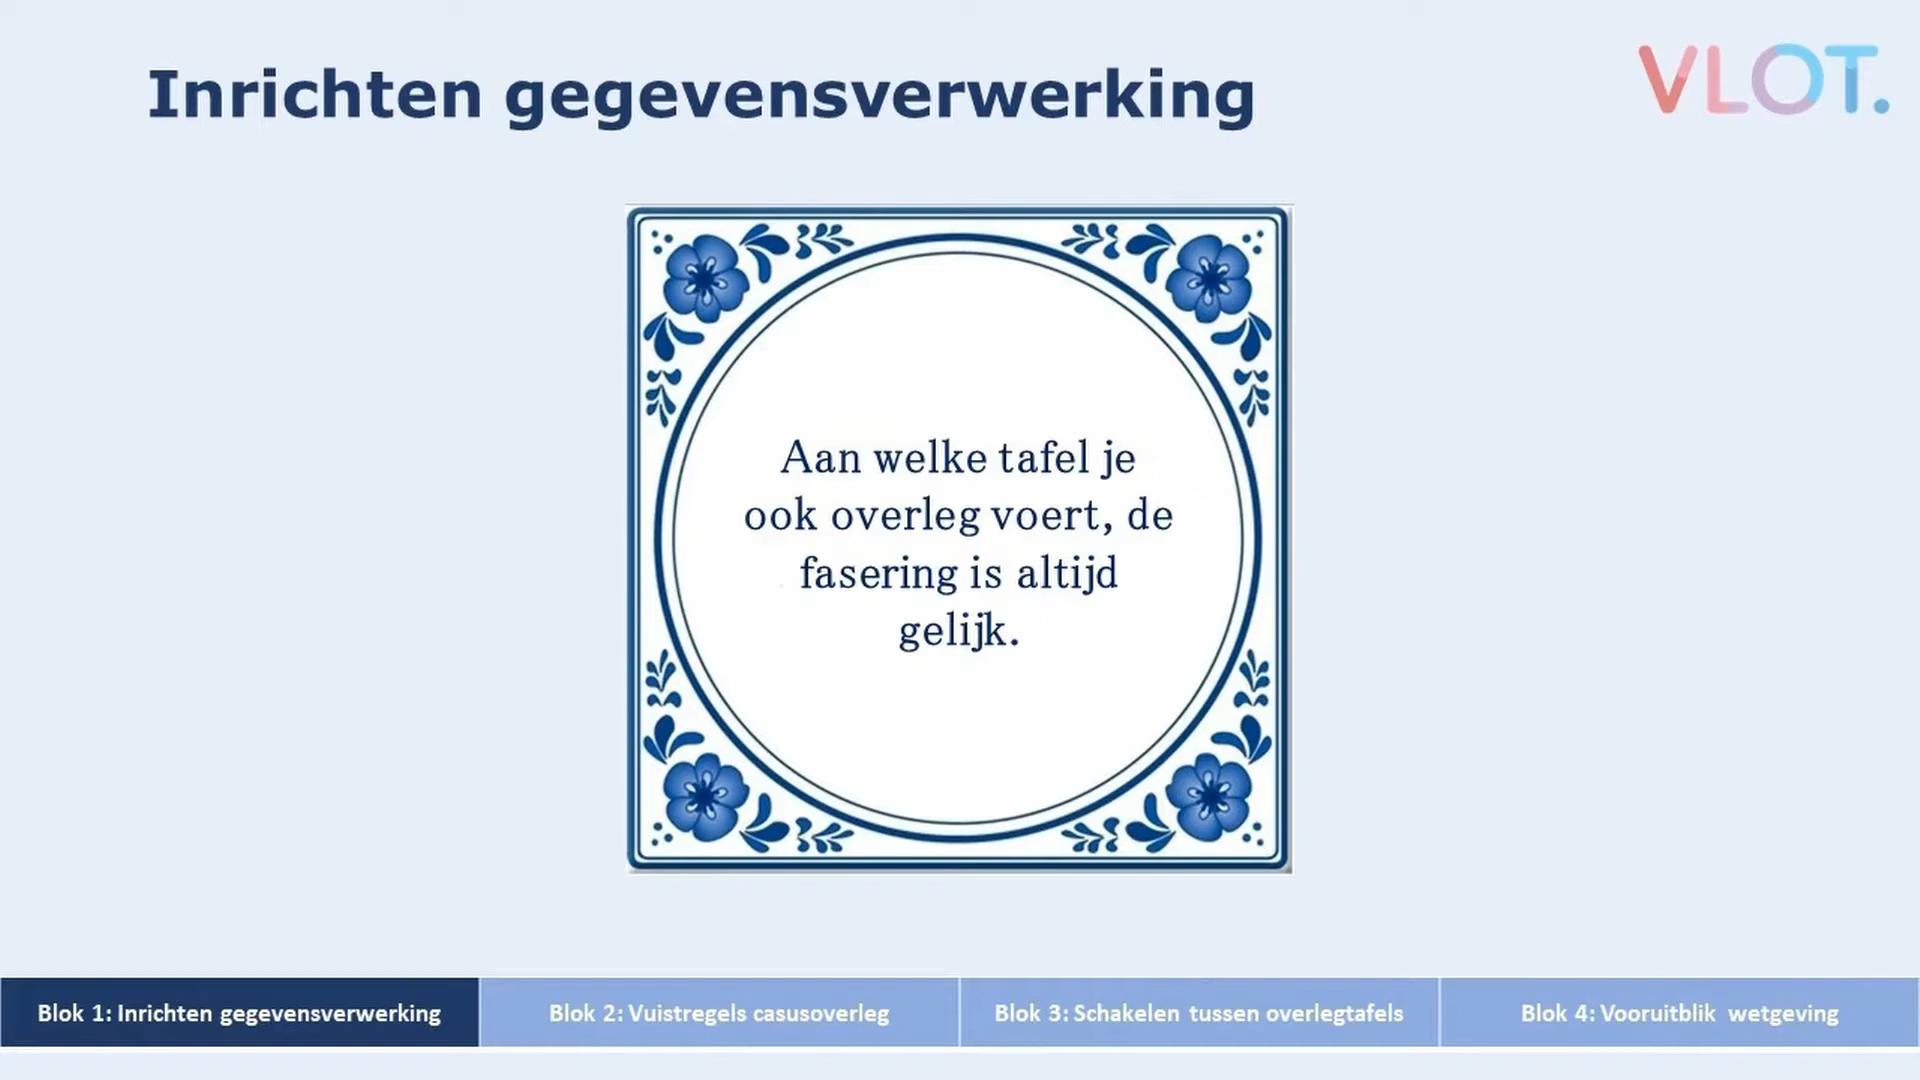 Inrichten gegevensverwerking
VLOT.
Aan welke tafel je
ook overleg voert, de
fasering is altijd
gelijk.
Blok 1: Inrichten gegevensverwerking
Blok 2: Vuistregels casusoverleg
Blok 3: Schakelen tussen overlegtafels
Blok 4: Vooruitblik wetgeving